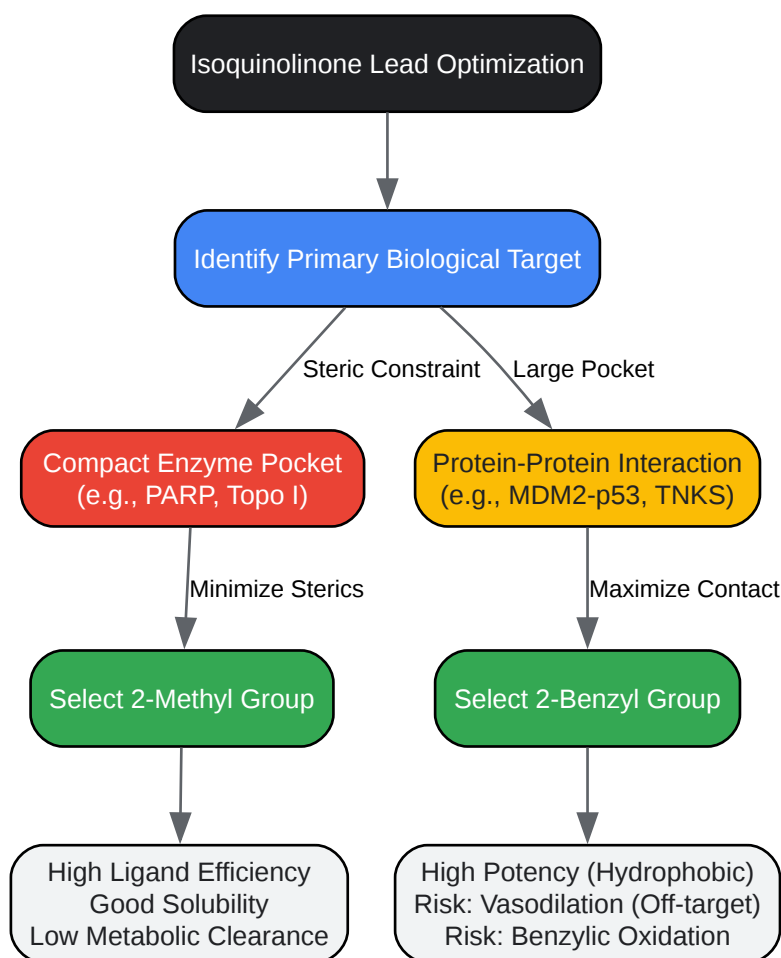 Isoquinolinone Lead Optimization
Identify Primary Biological Target
Steric Constraint
Large Pocket
Compact Enzyme Pocket
(e.g., PARP, Topo I)
Protein-Protein Interaction
(e.g., MDM2-p53, TNKS)
Minimize Sterics
Maximize Contact
Select 2-Methyl Group
Select 2-Benzyl Group
High Ligand Efficiency
Good Solubility
Low Metabolic Clearance
High Potency (Hydrophobic)
Risk: Vasodilation (Off-target)
Risk: Benzylic Oxidation